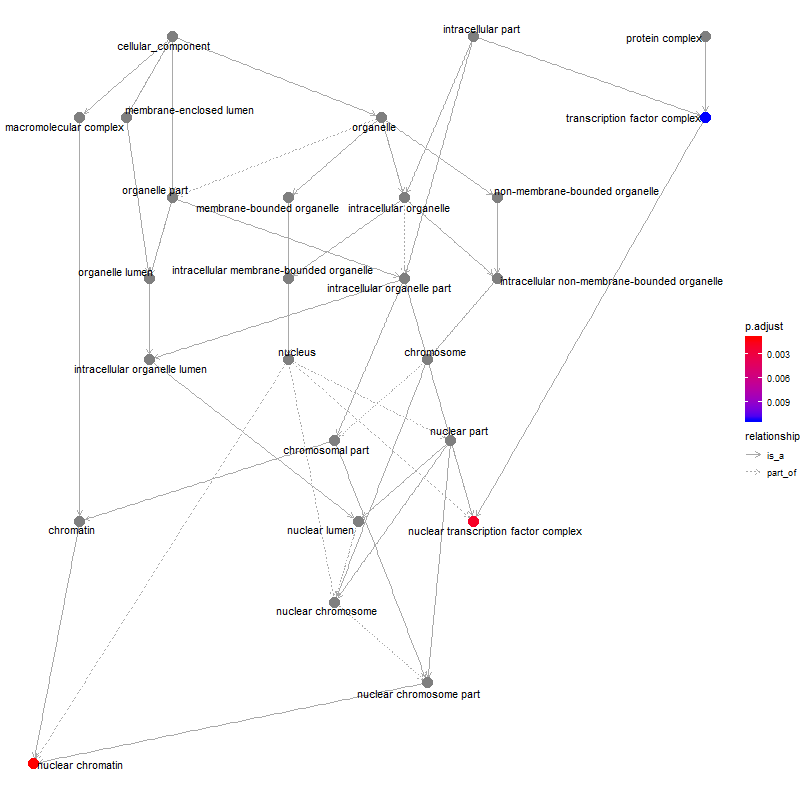 intracellular part
protein complex
cellular_component
membrane-enclosed lumen
macromolecular complex
organelle
transcription factor complex
organelle part
membrane-bounded organelle
intracellular organelle
non-membrane-bounded organelle
organelle lumen
intracellular membrane-bounded organelle
intracellular organelle part
intracellular non-membrane-bounded organelle
intracellular organelle lumen
nucleus
chromosome
chromosomal part
nuclear part
chromatin
nuclear lumen
nuclear transcription factor complex
nuclear chromosome
nuclear chromosome part
nuclear chromatin
p.adjust
0.003
0.006
0.009
relationship
is_a
part_of